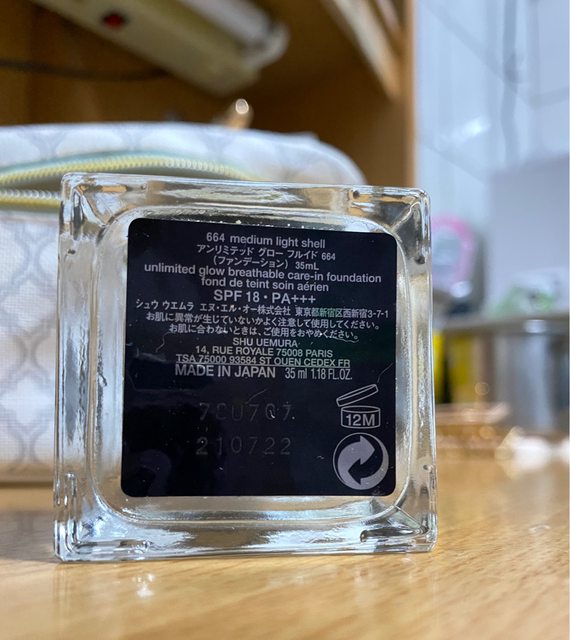 664 medium light shell
アンリミテッド グロー フルイド 664
(ファンデーション) 35mL
unlimited glow breathable care-in foundation
fond de teint soin aérien
SPF 18・PA+++
シュウ ウエムラ エヌ·エル·オー株式会社 東京都新宿区西新宿3-7-1
お肌に異常が生じていないかよく注意して使用してください。
お肌に合わないときは、ご使用をおやめください。
SHU UEMURA
14, RUE ROYALE 75008 PARIS
TSA 75000 93584 ST OUEN CEDEX FR
MADE IN JAPAN 35 ml 1.18 FL.OZ.
12M
7CU707
210722